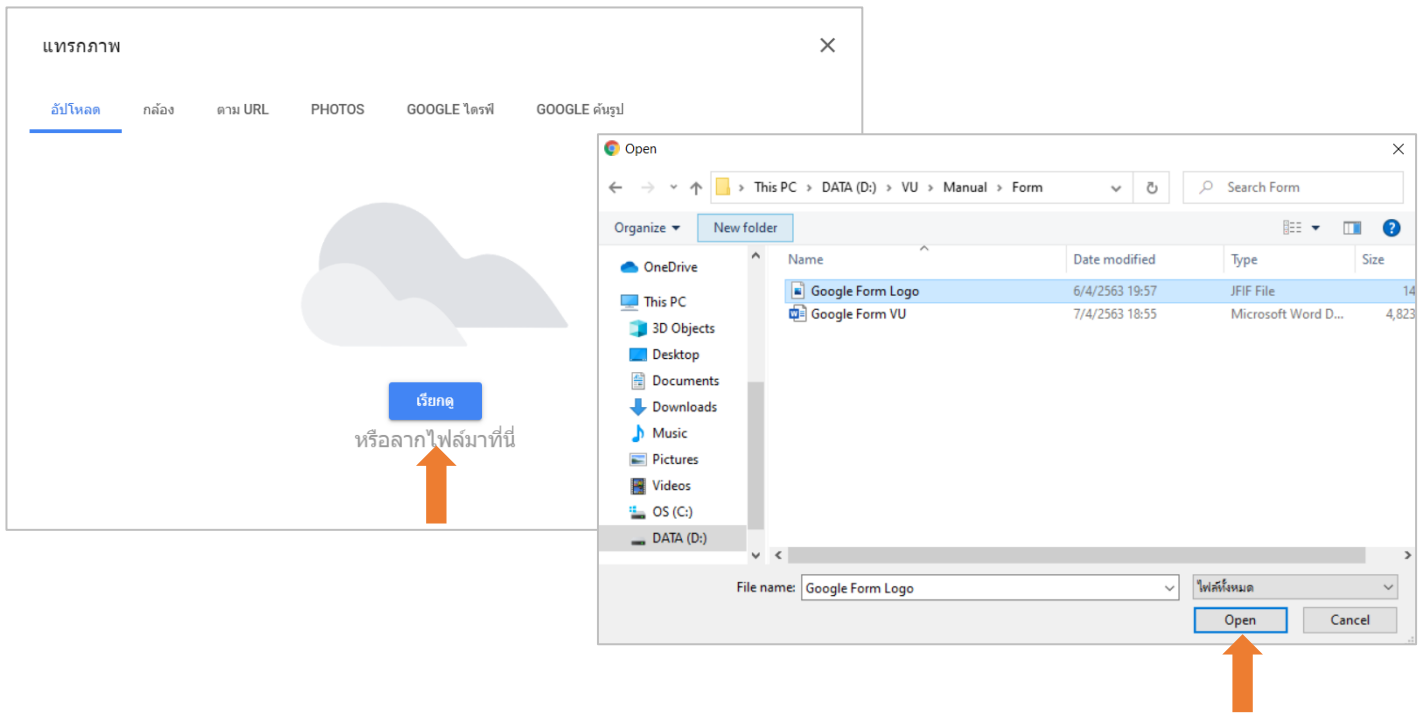 แทรกภาพ
อัปโหลด กล้อง ตาม URL PHOTOS GOOGLE ไดรฟ์ GOOGLE ค้นรูป
เรียกดู
หรือลากไฟล์มาที่นี่
Open
This PC › DATA (D:) › VU › Manual › Form
Search Form
Organize New folder
Name Date modified Type Size
Google Form Logo 6/4/2563 19:57 JFIF File 14
Google Form VU 7/4/2563 18:55 Microsoft Word D... 4,823
OneDrive
This PC
3D Objects
Desktop
Documents
Downloads
Music
Pictures
Videos
OS (C:)
DATA (D:)
File name: Google Form Logo ไฟล์ทั้งหมด
Open Cancel